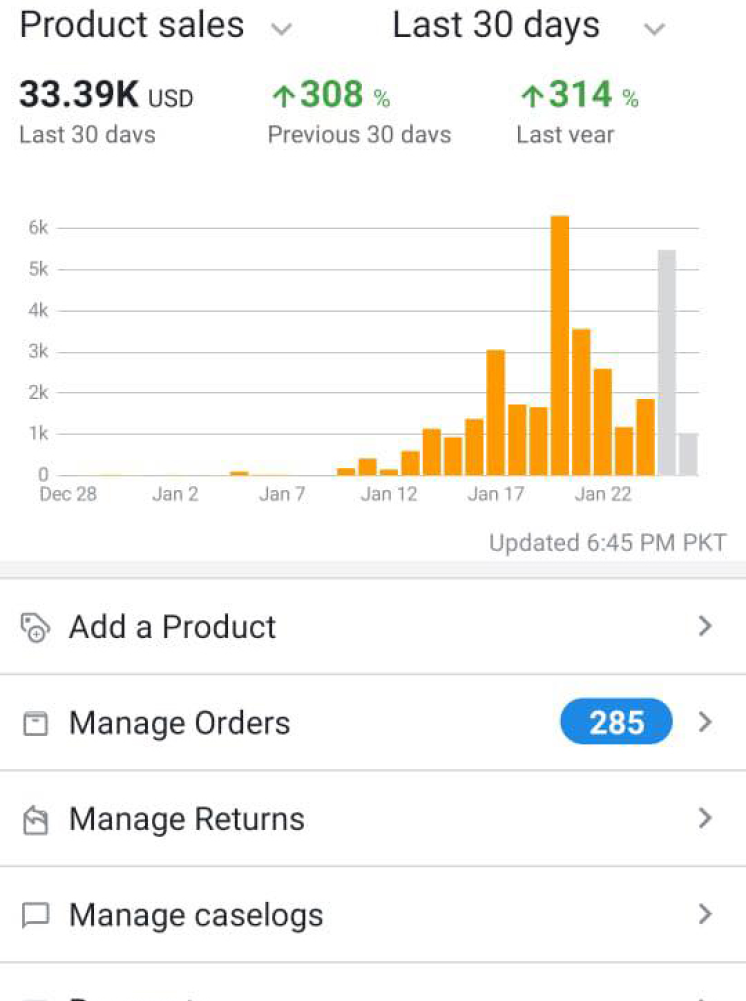 Product sales
Last 30 days
33.39K USD
↑308 %
↑314 %
Last 30 days
Previous 30 days
Last year
6k
5k
4k
3k
2k
1k
0
Dec 28 Jan 2 Jan 7 Jan 12 Jan 17 Jan 22
Updated 6:45 PM PKT
Add a Product
Manage Orders 285
Manage Returns
Manage caselogs